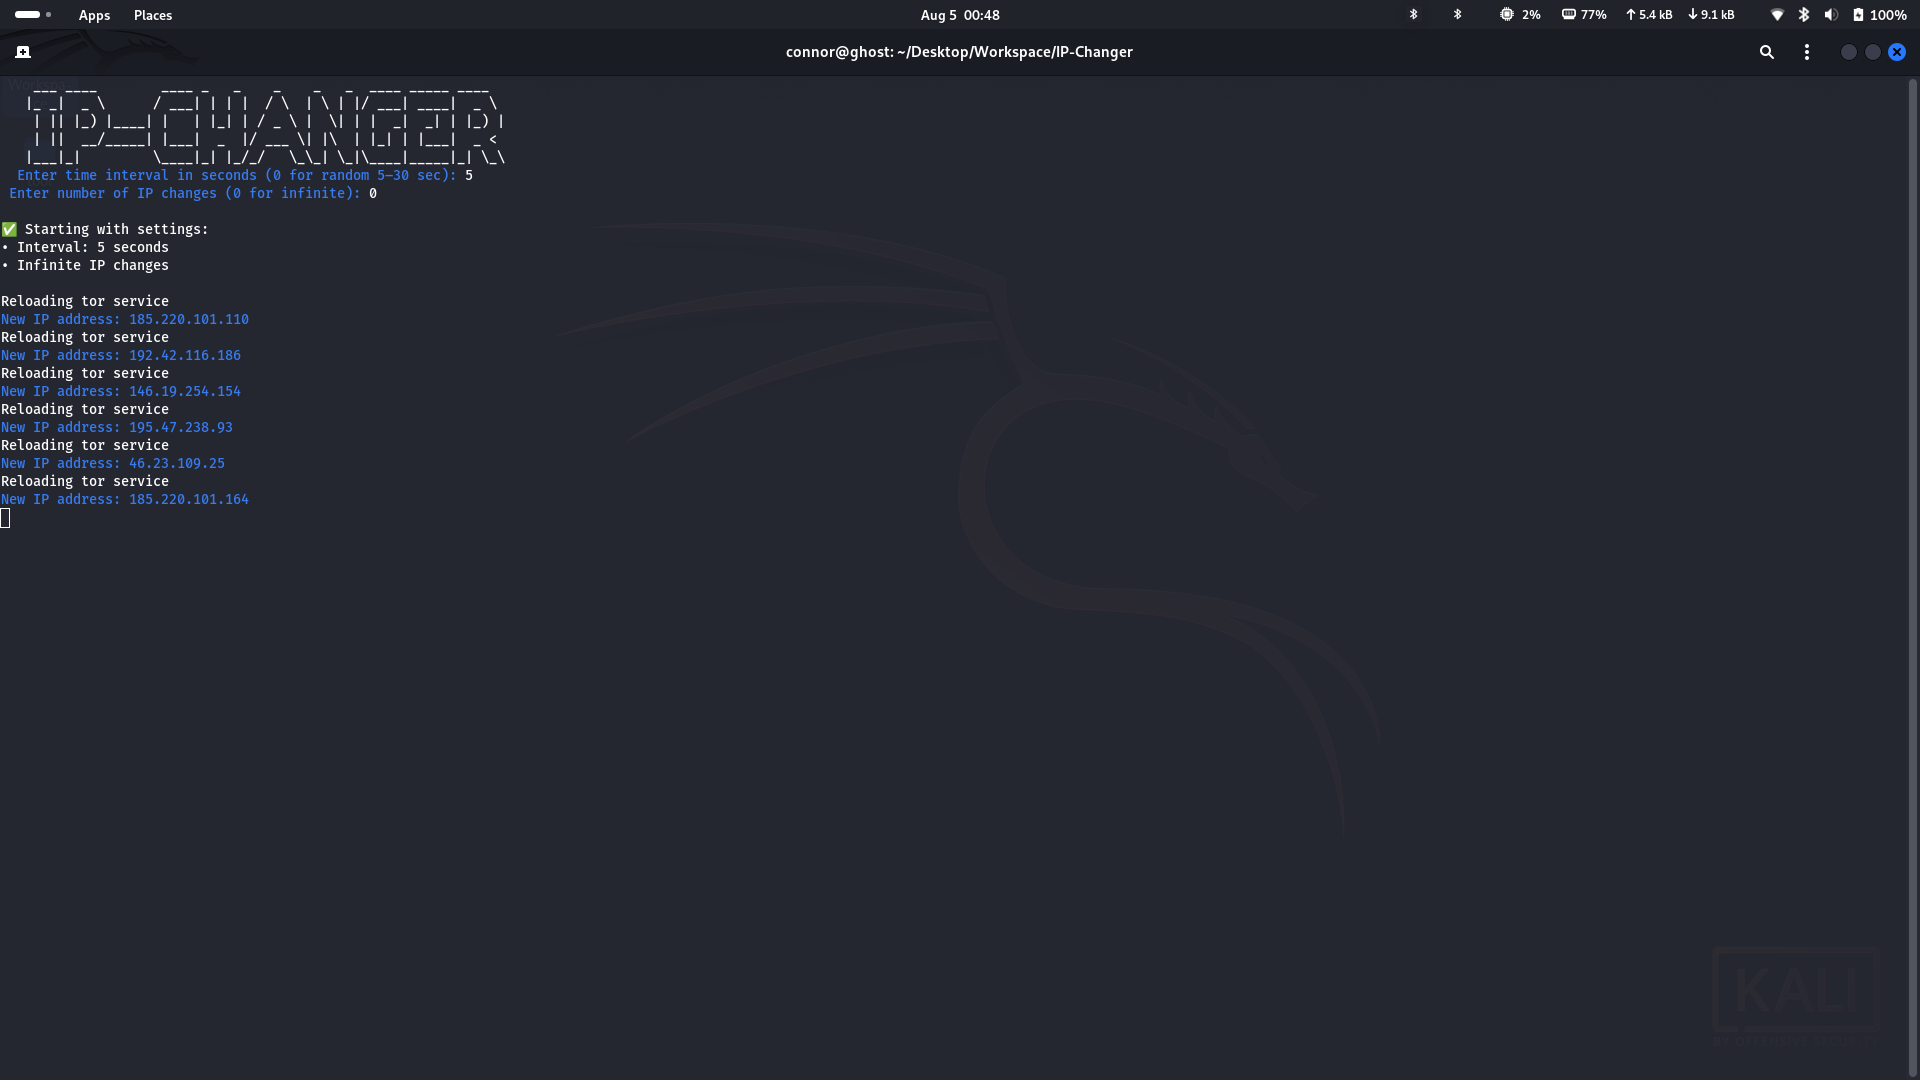 Apps Places Aug 5 00:48 2% 77% 5.4 kB 9.1 kB 100%
connor@ghost: ~/Desktop/Workspace/IP-Changer
IP-CHANGER
Enter time interval in seconds (0 for random 5-30 sec): 5
Enter number of IP changes (0 for infinite): 0
✅ Starting with settings:
• Interval: 5 seconds
• Infinite IP changes
Reloading tor service
New IP address: 185.220.101.110
Reloading tor service
New IP address: 192.42.116.186
Reloading tor service
New IP address: 146.19.254.154
Reloading tor service
New IP address: 195.47.238.93
Reloading tor service
New IP address: 46.23.109.25
Reloading tor service
New IP address: 185.220.101.164
KALI